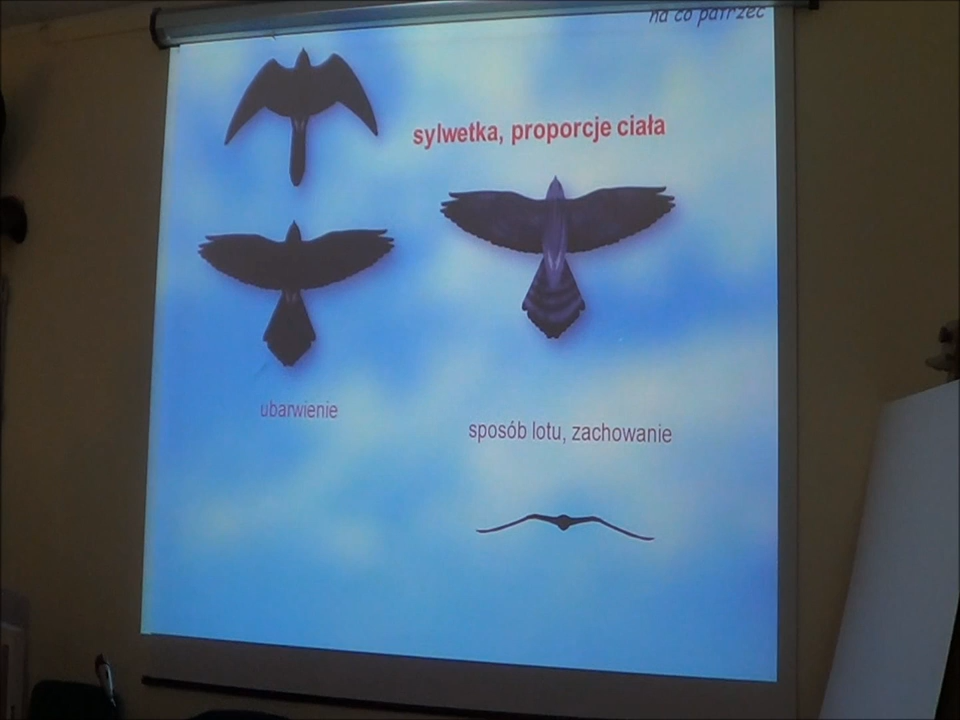 na co patrzeć
sylwetka, proporcje ciała
ubarwienie
sposób lotu, zachowanie